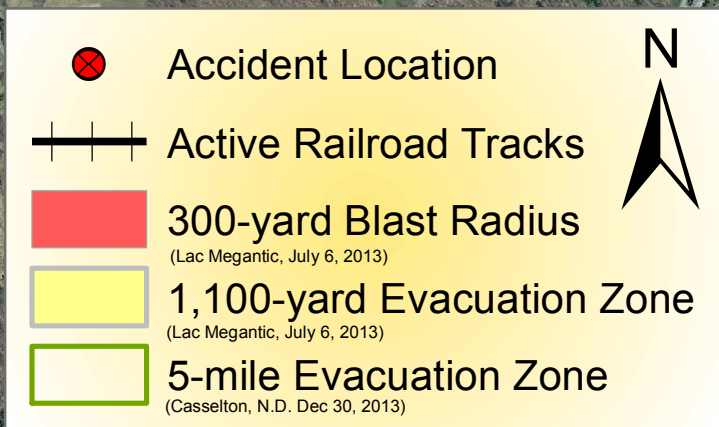 N
Accident Location
Active Railroad Tracks
300-yard Blast Radius
(Lac Megantic, July 6, 2013)
1,100-yard Evacuation Zone
(Lac Megantic, July 6, 2013)
5-mile Evacuation Zone
(Casselton, N.D. Dec 30, 2013)